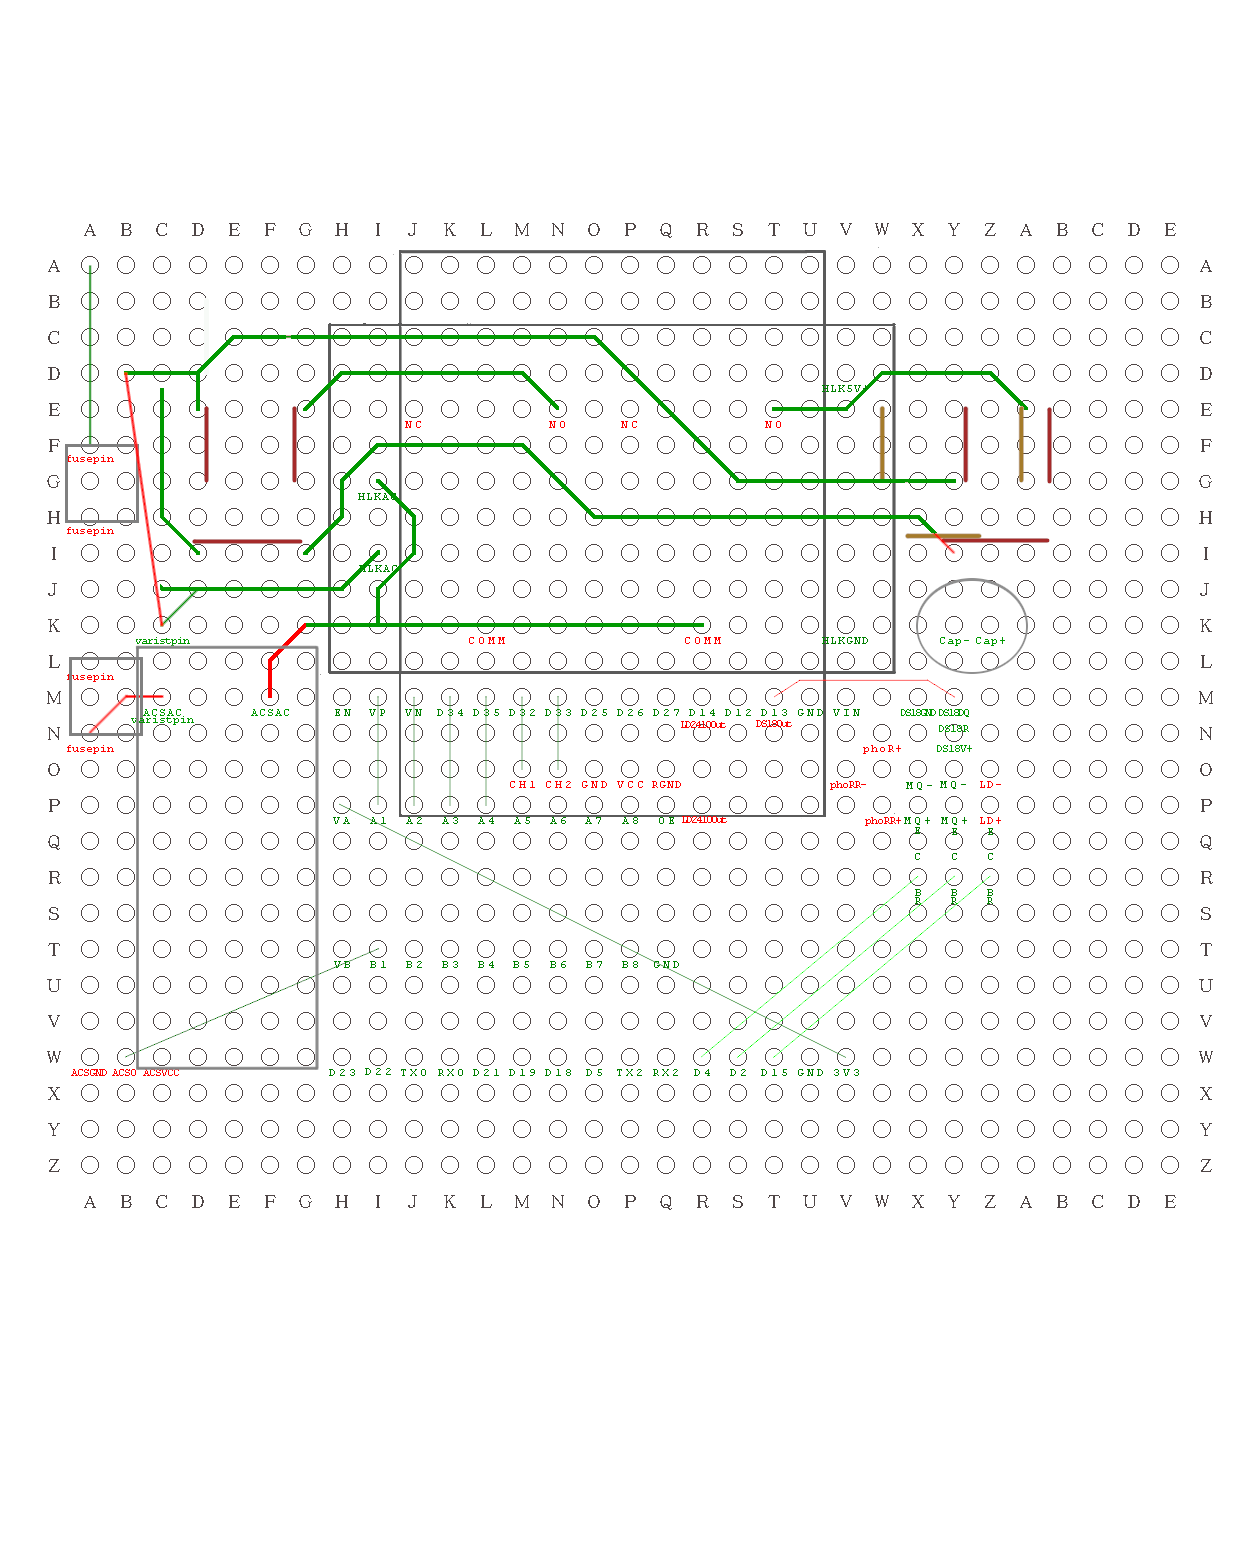 A B C D E F G H I J K L M N O P Q R S T U V W X Y Z A B C D E
A A
B B
C C
D D
HLK5V+
E E
NC NO NC NO
F F
fusepin
G G
HLKAC
H H
fusepin
I I
HLKAC
J J
K K
varistpin COMM COMM HLKGND Cap- Cap+
L L
fusepin
M M
ACSAC ACSAC EN VP VN D34 D35 D32 D33 D25 D26 D27 D14 D12 D13 GND VIN DS18GND DS18DQ
varistpin LD2410Out DS18Out
DS18R
N N
fusepin phoR+ DS18V+
O O
CH1 CH2 GND VCC RGND phoRR- MQ- MQ- LD-
P P
VA A1 A2 A3 A4 A5 A6 A7 A8 OE LD2410Out phoRR+ MQ+ MQ+ LD+
E E E
Q Q
C C C
R R
B B B
R R R
S S
T T
VB B1 B2 B3 B4 B5 B6 B7 B8 GND
U U
V V
W W
ACSGND ACSO ACSVCC D23 D22 TX0 RX0 D21 D19 D18 D5 TX2 RX2 D4 D2 D15 GND 3V3
X X
Y Y
Z Z
A B C D E F G H I J K L M N O P Q R S T U V W X Y Z A B C D E